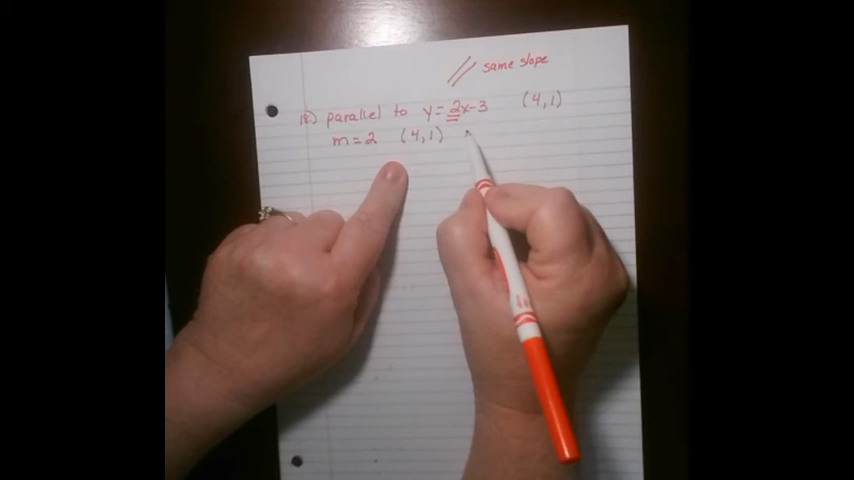 // same slope
18.) parallel to y=2x-3 (4,1)
m=2 (4,1)